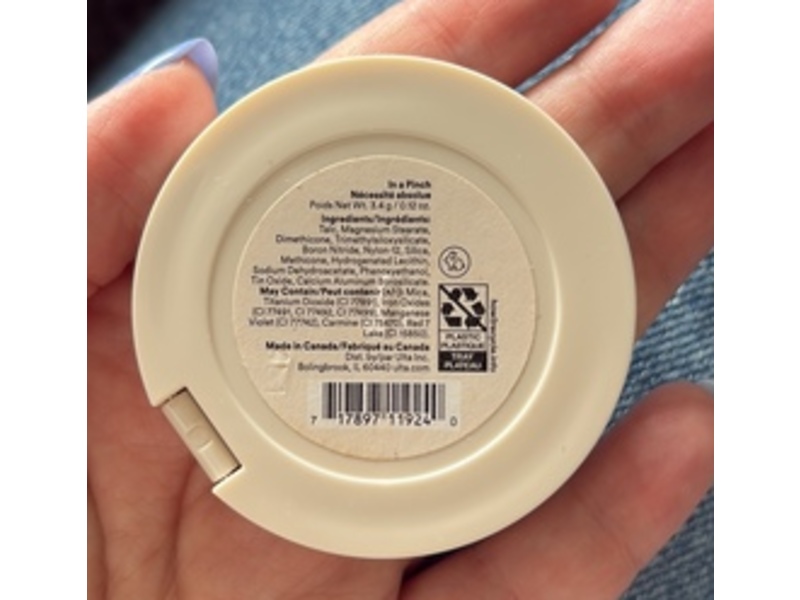 In a Pinch
Nécessité absolue
Poids Net Wt. 3.4 g / 0.12 oz.
Ingredients/Ingrédients:
Talc, Magnesium Stearate,
Dimethicone, Trimethylsiloxysilicate,
Boron Nitride, Nylon-12, Silica,
Methicone, Hydrogenated Lecithin,
Sodium Dehydroacetate, Phenoxyethanol,
Tin Oxide, Calcium Aluminum Borosilicate.
May Contain/Peut contenir (+/-): Mica,
Titanium Dioxide (CI 77891), Iron Oxides
(CI 77491, CI 77492, CI 77499), Manganese
Violet (CI 77742), Carmine (CI 75470), Red 7
Lake (CI 15850).
Made in Canada/Fabriqué au Canada
Dist. by/par Ulta Inc.
Bolingbrook, IL 60440 ulta.com
how2recycle.info
PLASTIC
PLASTIQUE
TRAY
PLATEAU
7 17897 11924 0